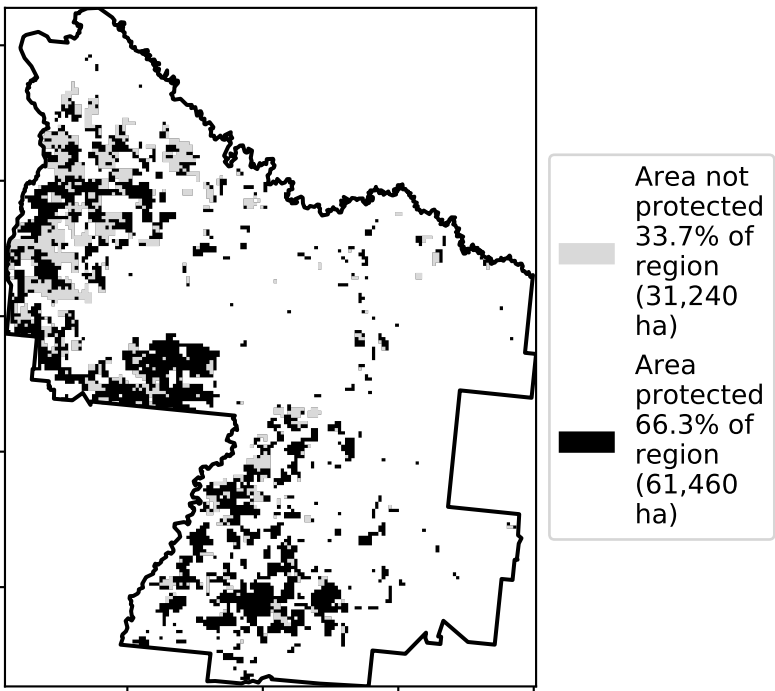 Area not
protected
33.7% of
region
(31,240
ha)
Area
protected
66.3% of
region
(61,460
ha)